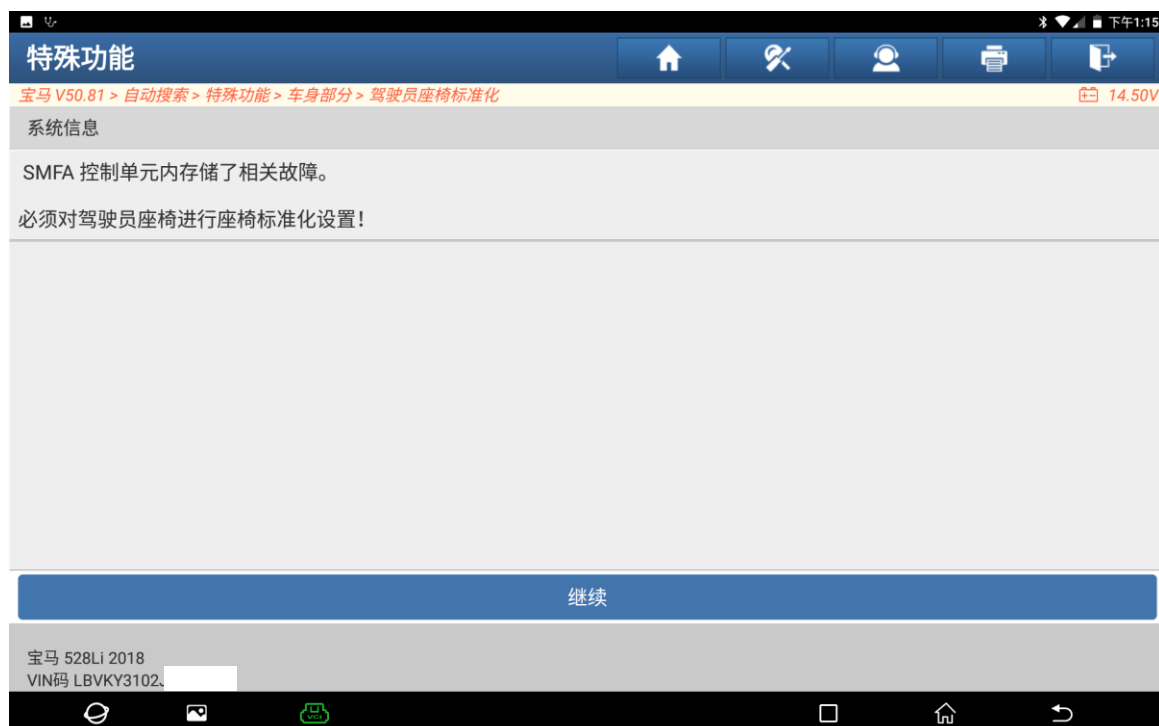 下午1:15
特殊功能
宝马 V50.81 > 自动搜索 > 特殊功能 > 车身部分 > 驾驶员座椅标准化
14.50V
系统信息
SMFA 控制单元内存储了相关故障。
必须对驾驶员座椅进行座椅标准化设置!
继续
宝马 528Li 2018
VIN码 LBVKY3102J
VCI